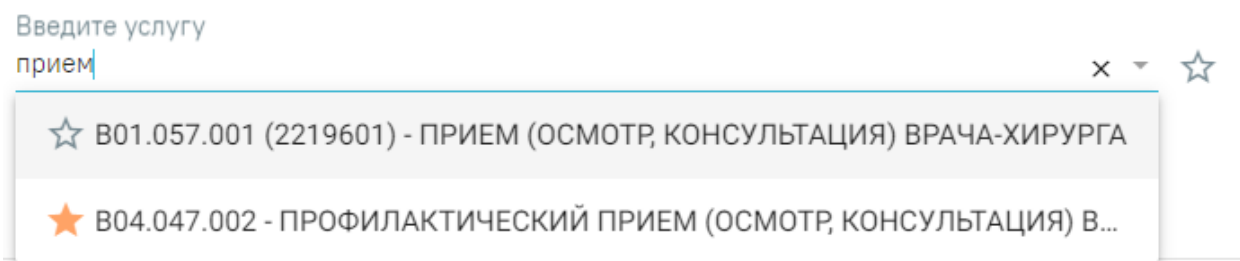 Введите услугу
прием
B01.057.001 (2219601) - ПРИЕМ (ОСМОТР, КОНСУЛЬТАЦИЯ) ВРАЧА-ХИРУРГА
B04.047.002 - ПРОФИЛАКТИЧЕСКИЙ ПРИЕМ (ОСМОТР, КОНСУЛЬТАЦИЯ) В...